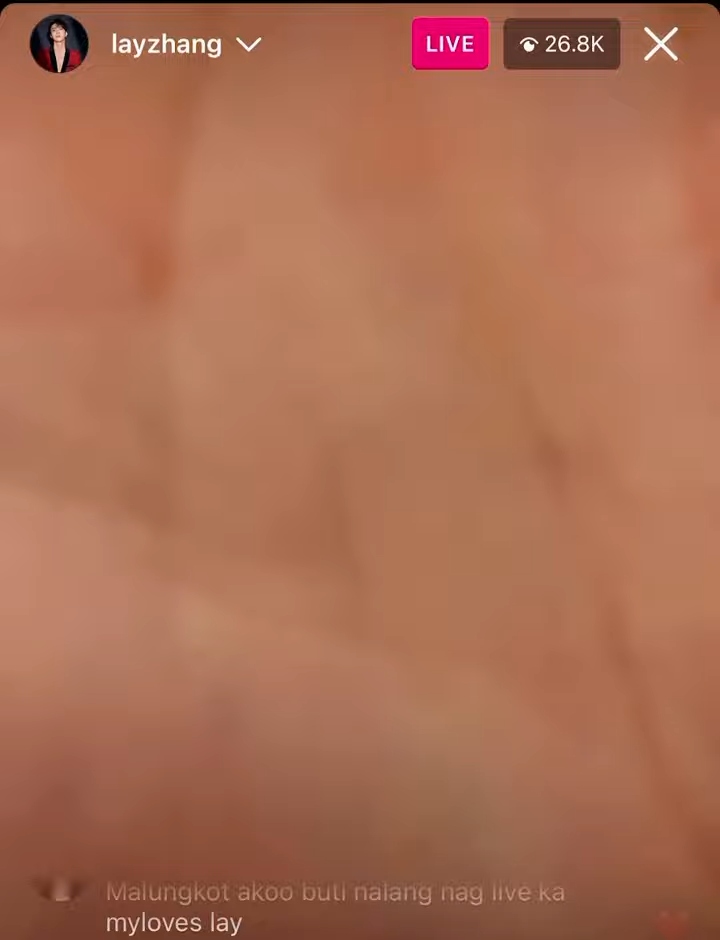 layzhang
LIVE
26.8K
Malungkot akoo buti nalang nag live ka
myloves lay